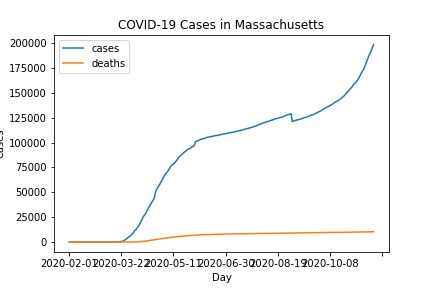 COVID-19 Cases in Massachusetts
cases
deaths
200000
175000
150000
125000
100000
75000
50000
25000
0
cases
2020-02-01 2020-03-22 2020-05-11 2020-06-30 2020-08-19 2020-10-08
Day